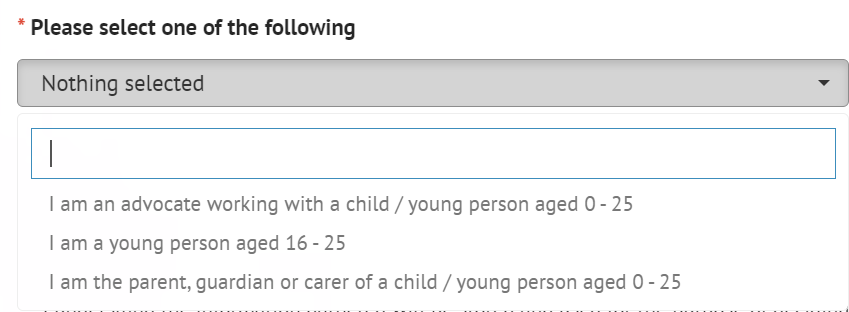 * Please select one of the following
Nothing selected
I am an advocate working with a child / young person aged 0 - 25
I am a young person aged 16 - 25
I am the parent, guardian or carer of a child / young person aged 0 - 25